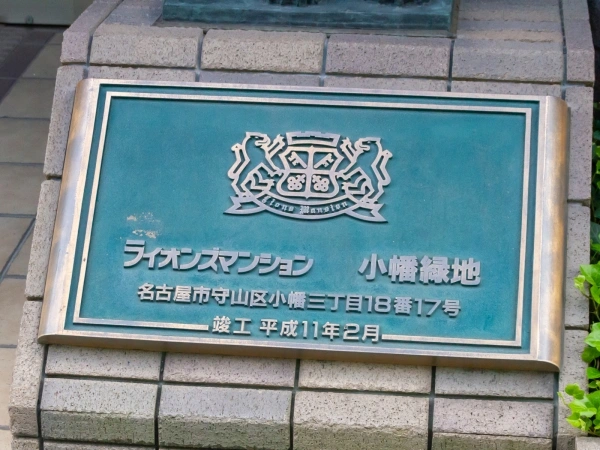 Lions Mansion
ライオンズマンション 小幡緑地
名古屋市守山区小幡三丁目18番17号
竣工 平成11年2月